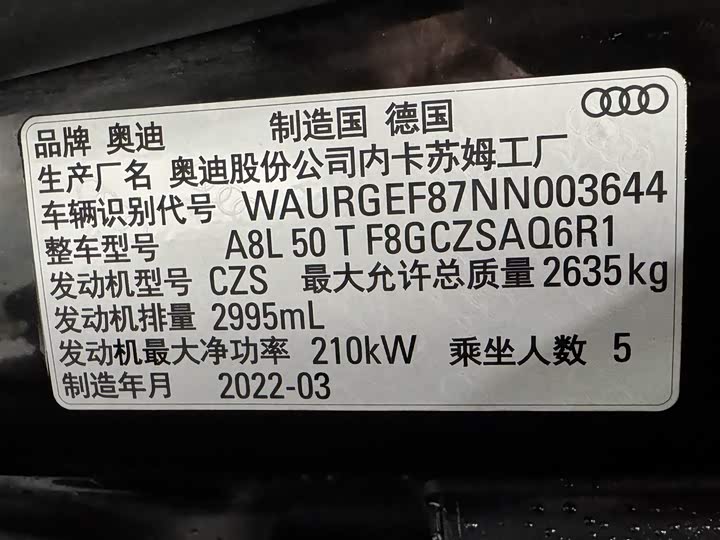 品牌 奥迪 制造国 德国
生产厂名 奥迪股份公司内卡苏姆工厂
车辆识别代号 WAURGEF87NN003644
整车型号 A8L 50 T F8GCZSAQ6R1
发动机型号 CZS 最大允许总质量 2635kg
发动机排量 2995mL
发动机最大净功率 210kW 乘坐人数 5
制造年月 2022-03